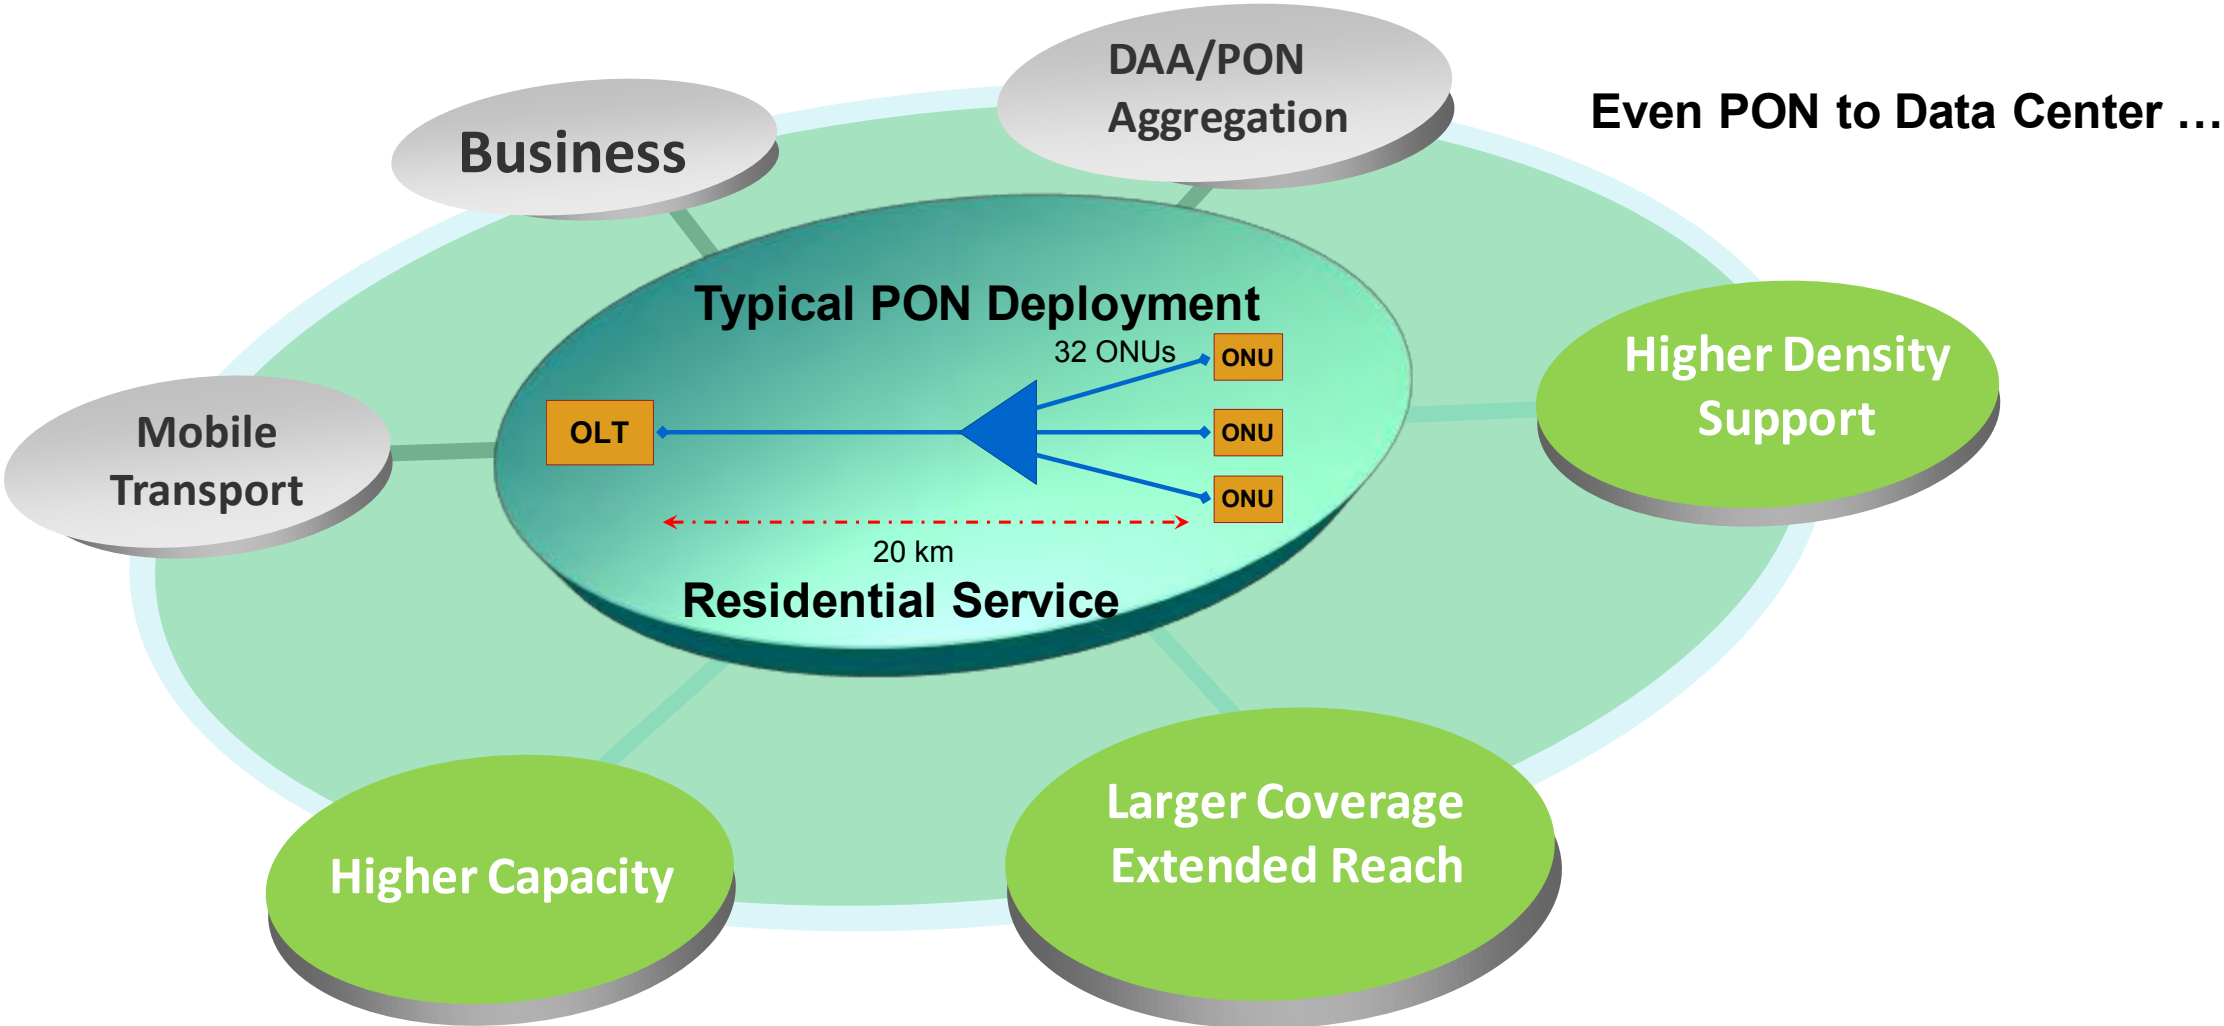 DAA/PON
Aggregation
Even PON to Data Center ...
Business
Typical PON Deployment
32 ONUs
ONU
OLT
ONU
ONU
20 km
Residential Service
Mobile
Transport
Higher Density
Support
Higher Capacity
Larger Coverage
Extended Reach